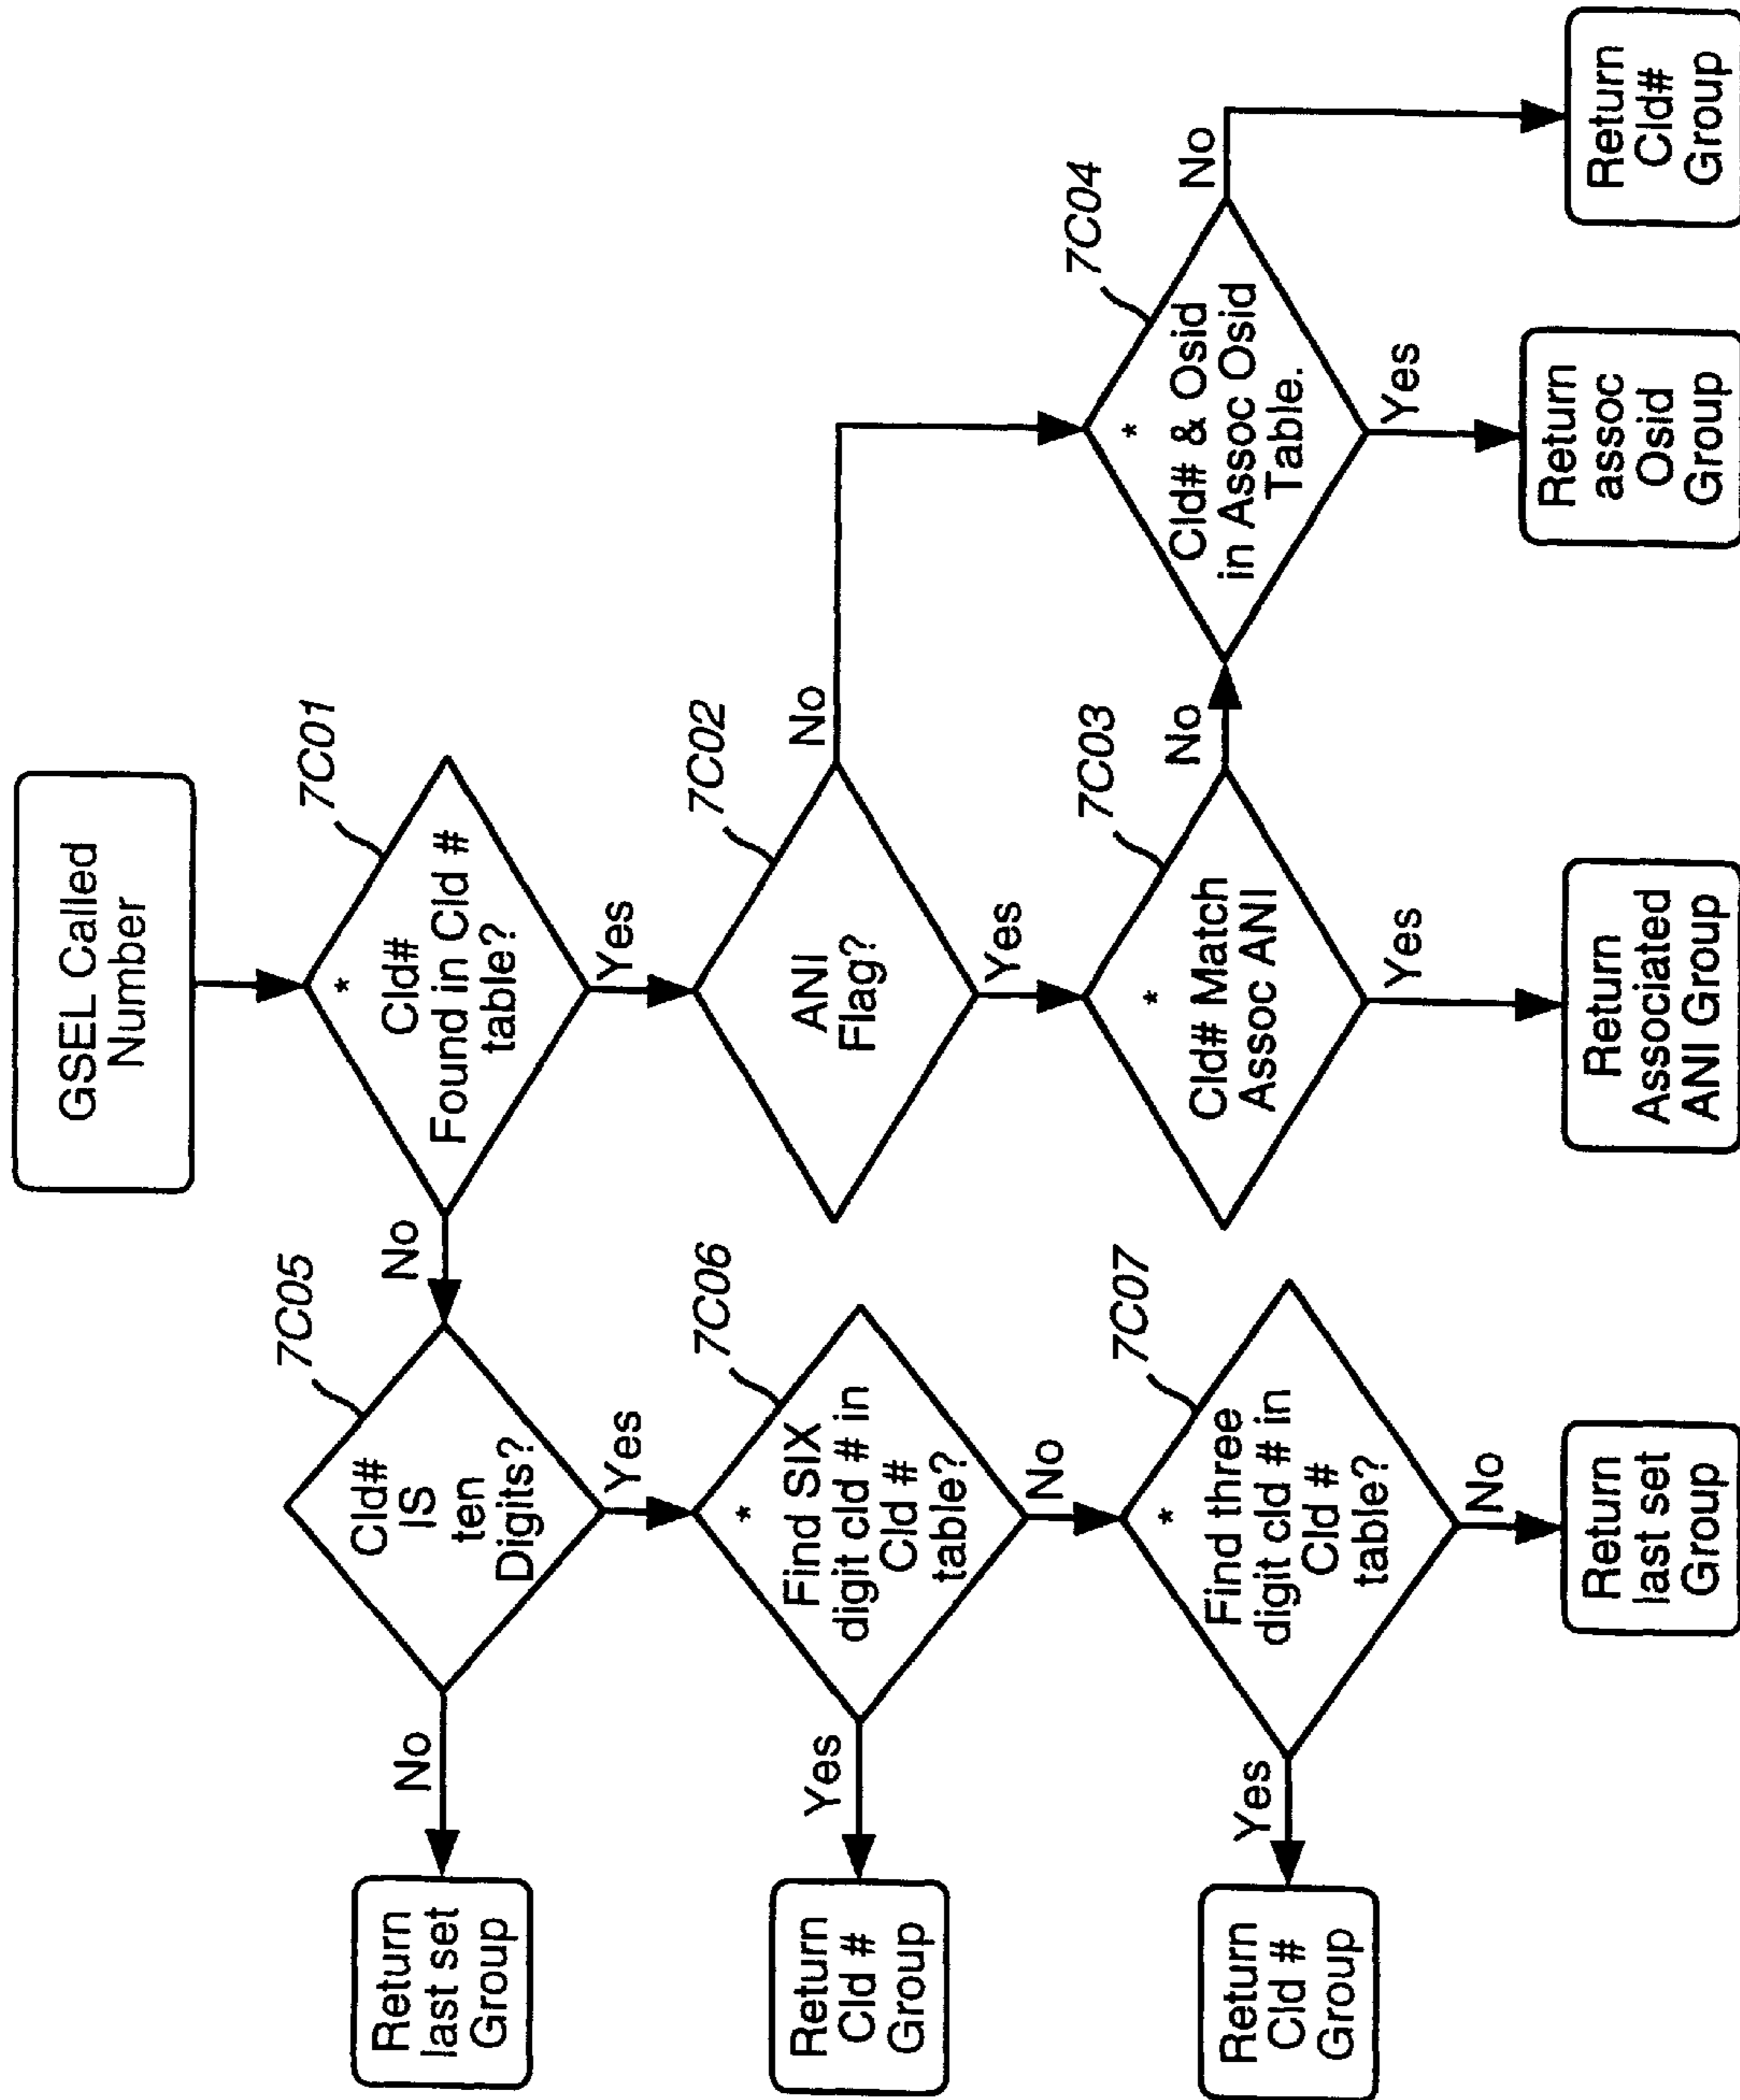 GSEL Called
Number
7C01
*
Cld#
Found in Cld #
table?
No
Yes
7C05
Cld#
IS
ten
Digits?
No
Yes
Return
last set
Group
7C02
ANI
Flag?
No
Yes
7C06
*
Find SIX
digit cld # in
Cld #
table?
Yes
No
Return
Cld #
Group
7C03
*
Cld# Match
Assoc ANI
No
Yes
7C04
*
Cld# & Osid
in Assoc Osid
Table.
No
Yes
7C07
*
Find three
digit cld # in
Cld #
table?
Yes
No
Return
Cld #
Group
Return
last set
Group
Return
Associated
ANI Group
Return
assoc
Osid
Group
Return
Cld#
Group